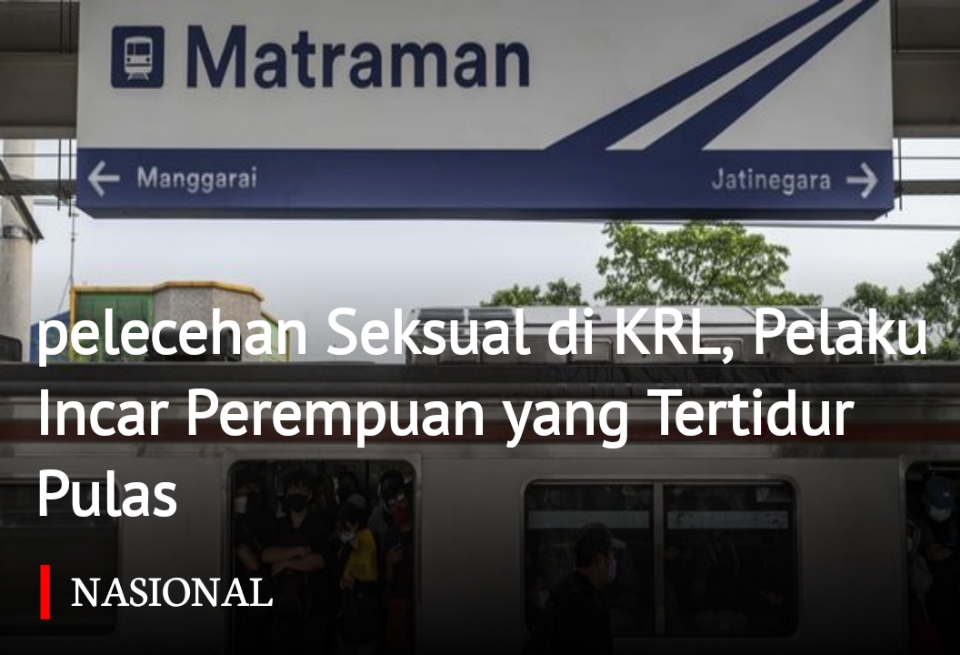 Matraman
← Manggarai
Jatinegara →
pelecehan Seksual di KRL, Pelaku
Incar Perempuan yang Tertidur
Pulas
NASIONAL